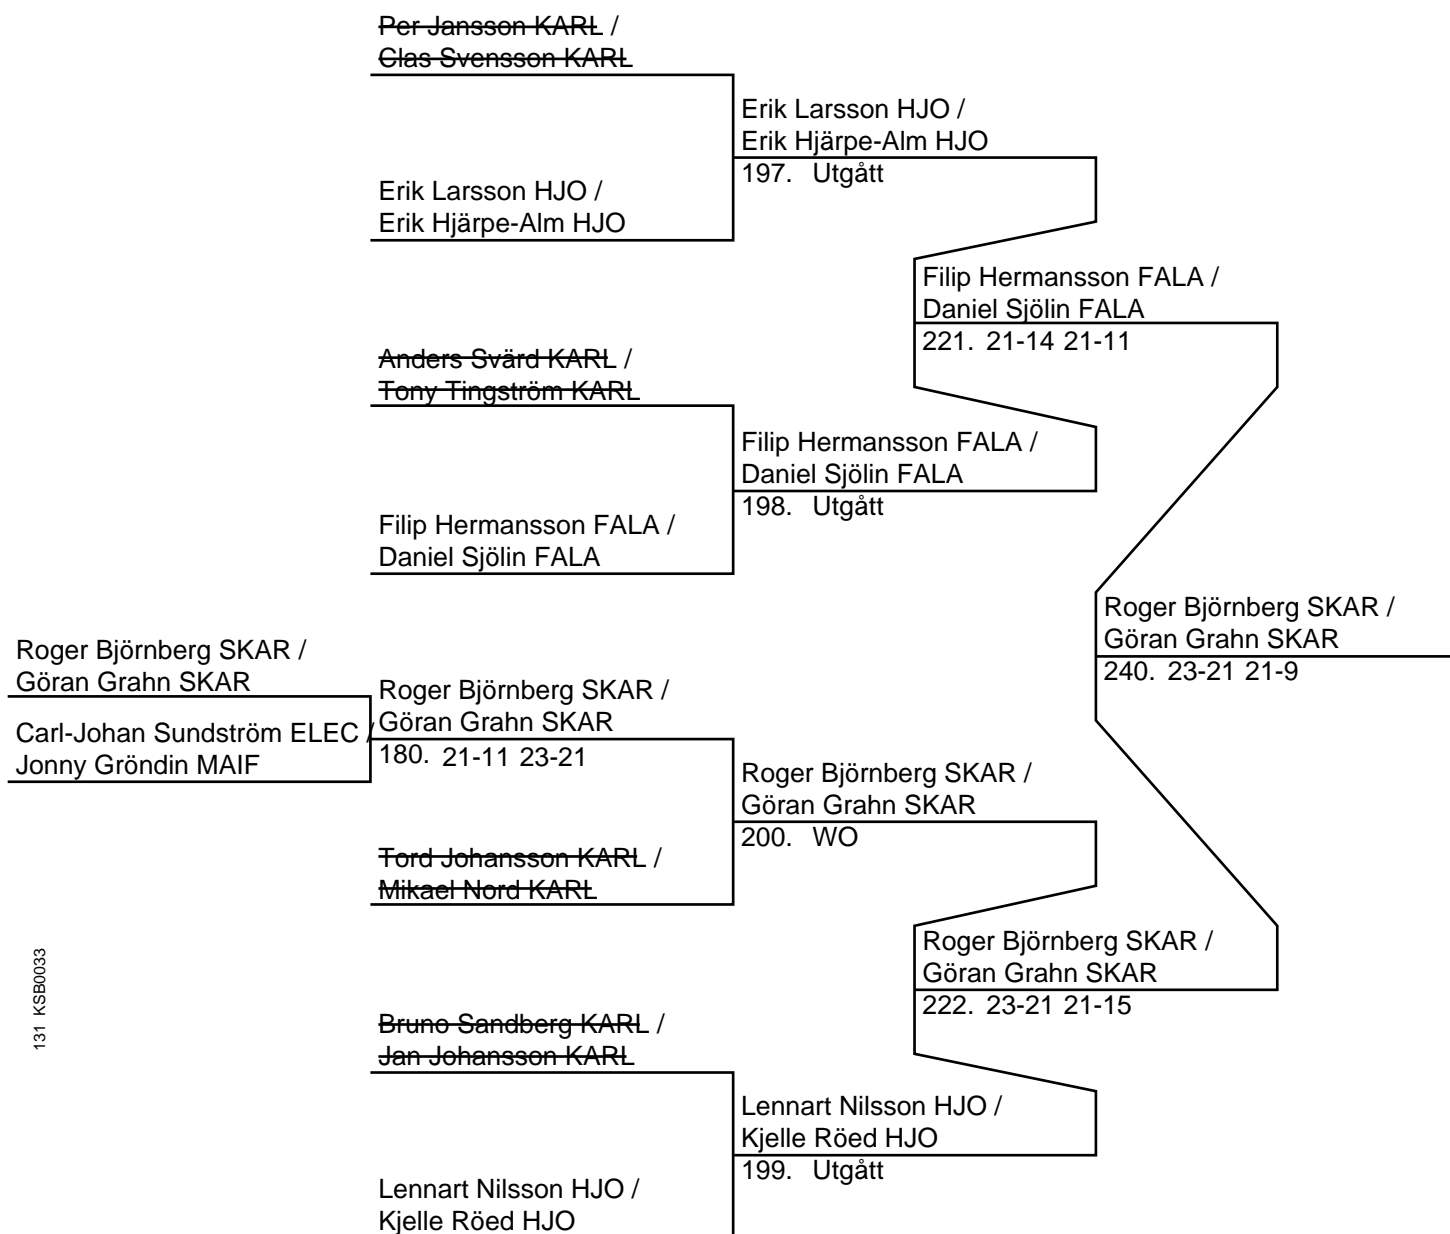 Per Jansson KARL /
Clas Svensson KARL
Erik Larsson HJO /
Erik Hjärpe-Alm HJO
197. Utgått
Erik Larsson HJO /
Erik Hjärpe-Alm HJO
Filip Hermansson FALA /
Daniel Sjölin FALA
221. 21-14 21-11
Anders Svärd KARL /
Tony Tingström KARL
Filip Hermansson FALA /
Daniel Sjölin FALA
198. Utgått
Filip Hermansson FALA /
Daniel Sjölin FALA
Roger Björnberg SKAR /
Göran Grahn SKAR
240. 23-21 21-9
Roger Björnberg SKAR /
Göran Grahn SKAR
Carl-Johan Sundström ELEC /
Jonny Gröndin MAIF
Roger Björnberg SKAR /
Göran Grahn SKAR
180. 21-11 23-21
Roger Björnberg SKAR /
Göran Grahn SKAR
200. WO
Tord Johansson KARL /
Mikael Nord KARL
Roger Björnberg SKAR /
Göran Grahn SKAR
222. 23-21 21-15
131 KSB0033
Bruno Sandberg KARL /
Jan Johansson KARL
Lennart Nilsson HJO /
Kjelle Röed HJO
199. Utgått
Lennart Nilsson HJO /
Kjelle Röed HJO